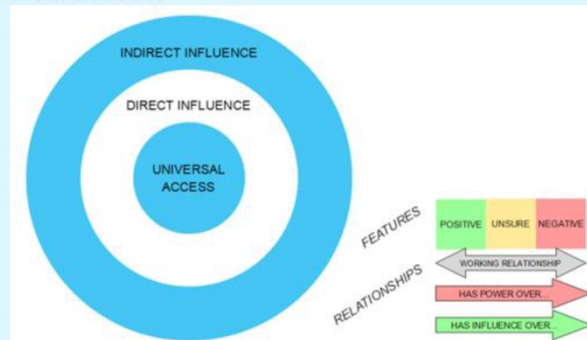 INDIRECT INFLUENCE
DIRECT INFLUENCE
UNIVERSAL
ACCESS
FEATURES
POSITIVE
UNSURE
NEGATIVE
RELATIONSHIPS
WORKING RELATIONSHIP
HAS POWER OVER...
HAS INFLUENCE OVER...